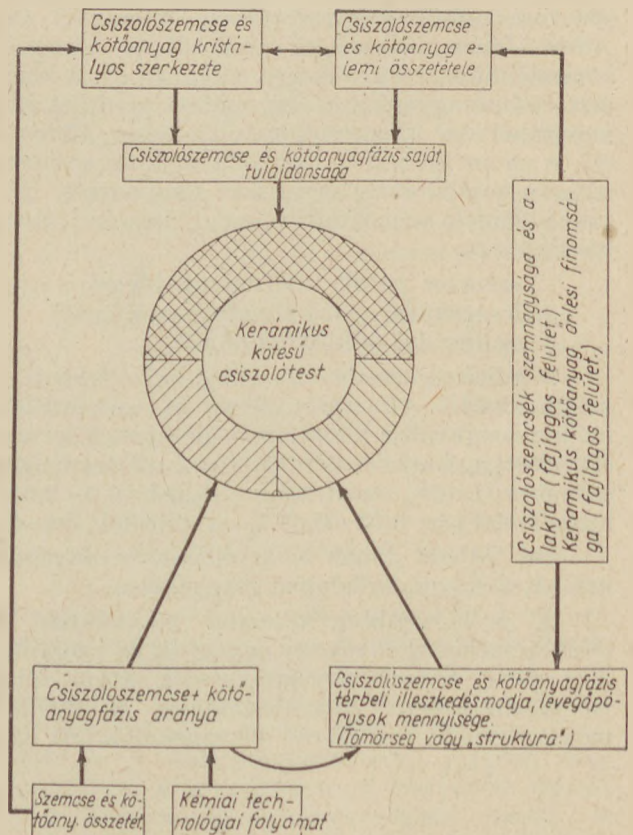 Csiszolószemcse és
kötőanyag kristá-
lyos szerkezete
Csiszolószemcse
és kötőanyag e-
lemi összetétele
Csiszolószemcse és kötőanyagfázis saját
tulajdonsága
Kerámikus
kötésű
csiszolótest
Csiszolószemcsék szemnagysága és a-
lakja (fajlagos felület)
Kerámikus kötőanyag őrlési finomsá-
ga (fajlagos felület.)
Csiszolószemcse+ kötő-
anyagfázis aránya
Csiszolószemcse és kötőanyagfázis
térbeli illeszkedésmódja, levegőpó-
rusok mennyisége.
(Tömörség vagy „struktura”)
Szemcse és kö-
tőany. összetét.
Kémiai tech-
nológiai folyamat